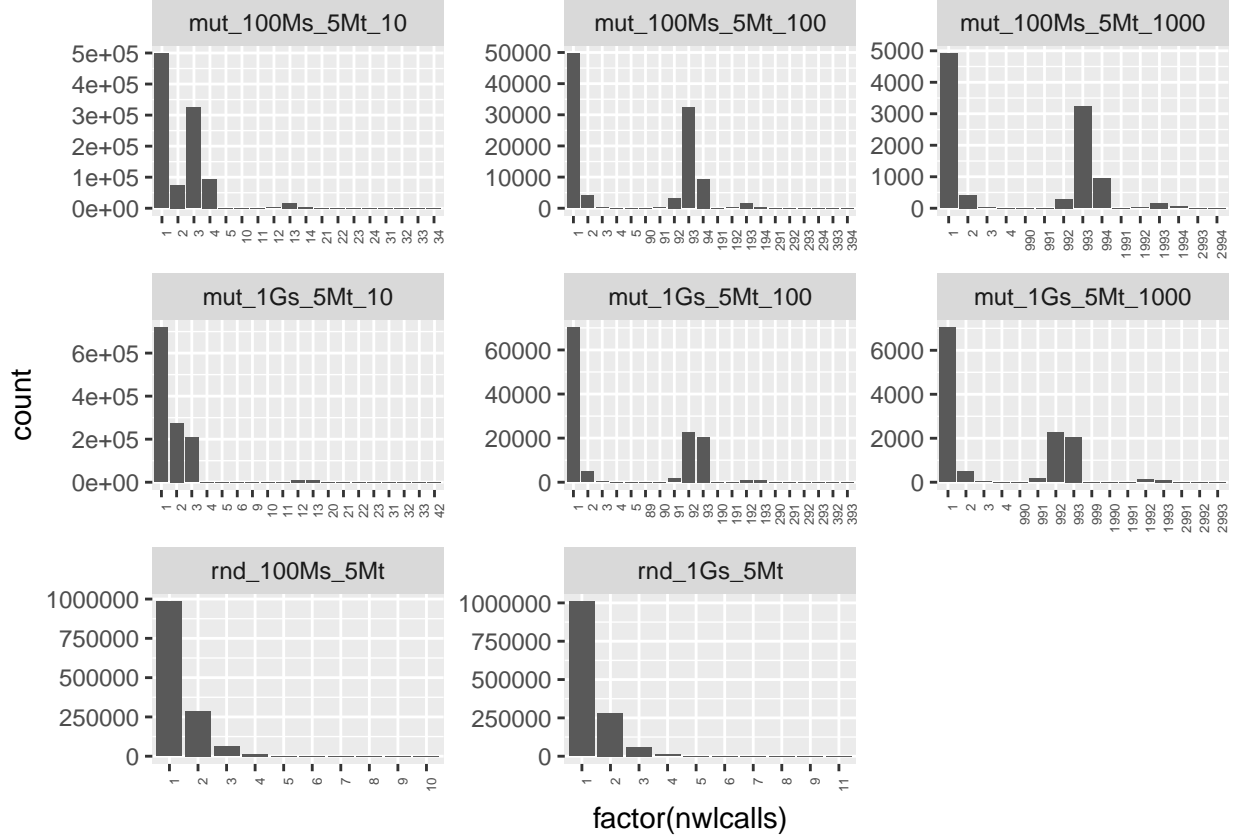 mut_100Ms_5Mt_10
5e+05
4e+05
3e+05
2e+05
1e+05
0e+00
1 2 3 4 5 10 11 12 13 14 21 22 23 24 31 32 33 34
mut_100Ms_5Mt_100
50000
40000
30000
20000
10000
0
1 2 3 4 5 90 91 92 93 94 191 192 193 194 291 292 293 294 393 394
mut_100Ms_5Mt_1000
5000
4000
3000
2000
1000
0
1 2 3 4 990 991 992 993 994 1991 1992 1993 1994 2992 2993 2994
mut_1Gs_5Mt_10
6e+05
4e+05
2e+05
0e+00
1 2 3 4 5 6 9 10 11 12 13 20 21 22 23 31 32 33 42
mut_1Gs_5Mt_100
60000
40000
20000
0
1 2 3 4 5 89 90 91 92 93 190 191 192 193 290 291 292 293 392 393
mut_1Gs_5Mt_1000
6000
4000
2000
0
1 2 3 4 990 991 992 993 999 1990 1991 1992 1993 2991 2992 2993
rnd_100Ms_5Mt
1000000
750000
500000
250000
0
1 2 3 4 5 6 7 8 9 10
rnd_1Gs_5Mt
1000000
750000
500000
250000
0
1 2 3 4 5 6 7 8 9 11
count
factor(nwlcalls)